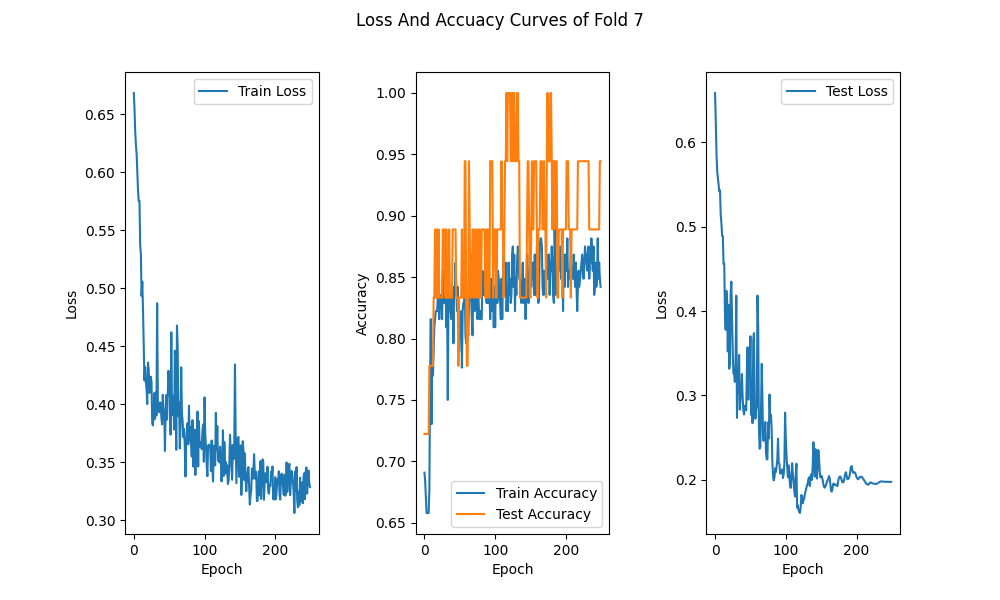 Loss And Accuacy Curves of Fold 7
Train Loss
0.65
0.60
0.55
0.50
0.45
0.40
0.35
0.30
Loss
0
100
200
Epoch
1.00
0.95
0.90
0.85
0.80
0.75
0.70
0.65
Accuracy
Train Accuracy
Test Accuracy
0
100
200
Epoch
Test Loss
0.6
0.5
0.4
0.3
0.2
Loss
0
100
200
Epoch